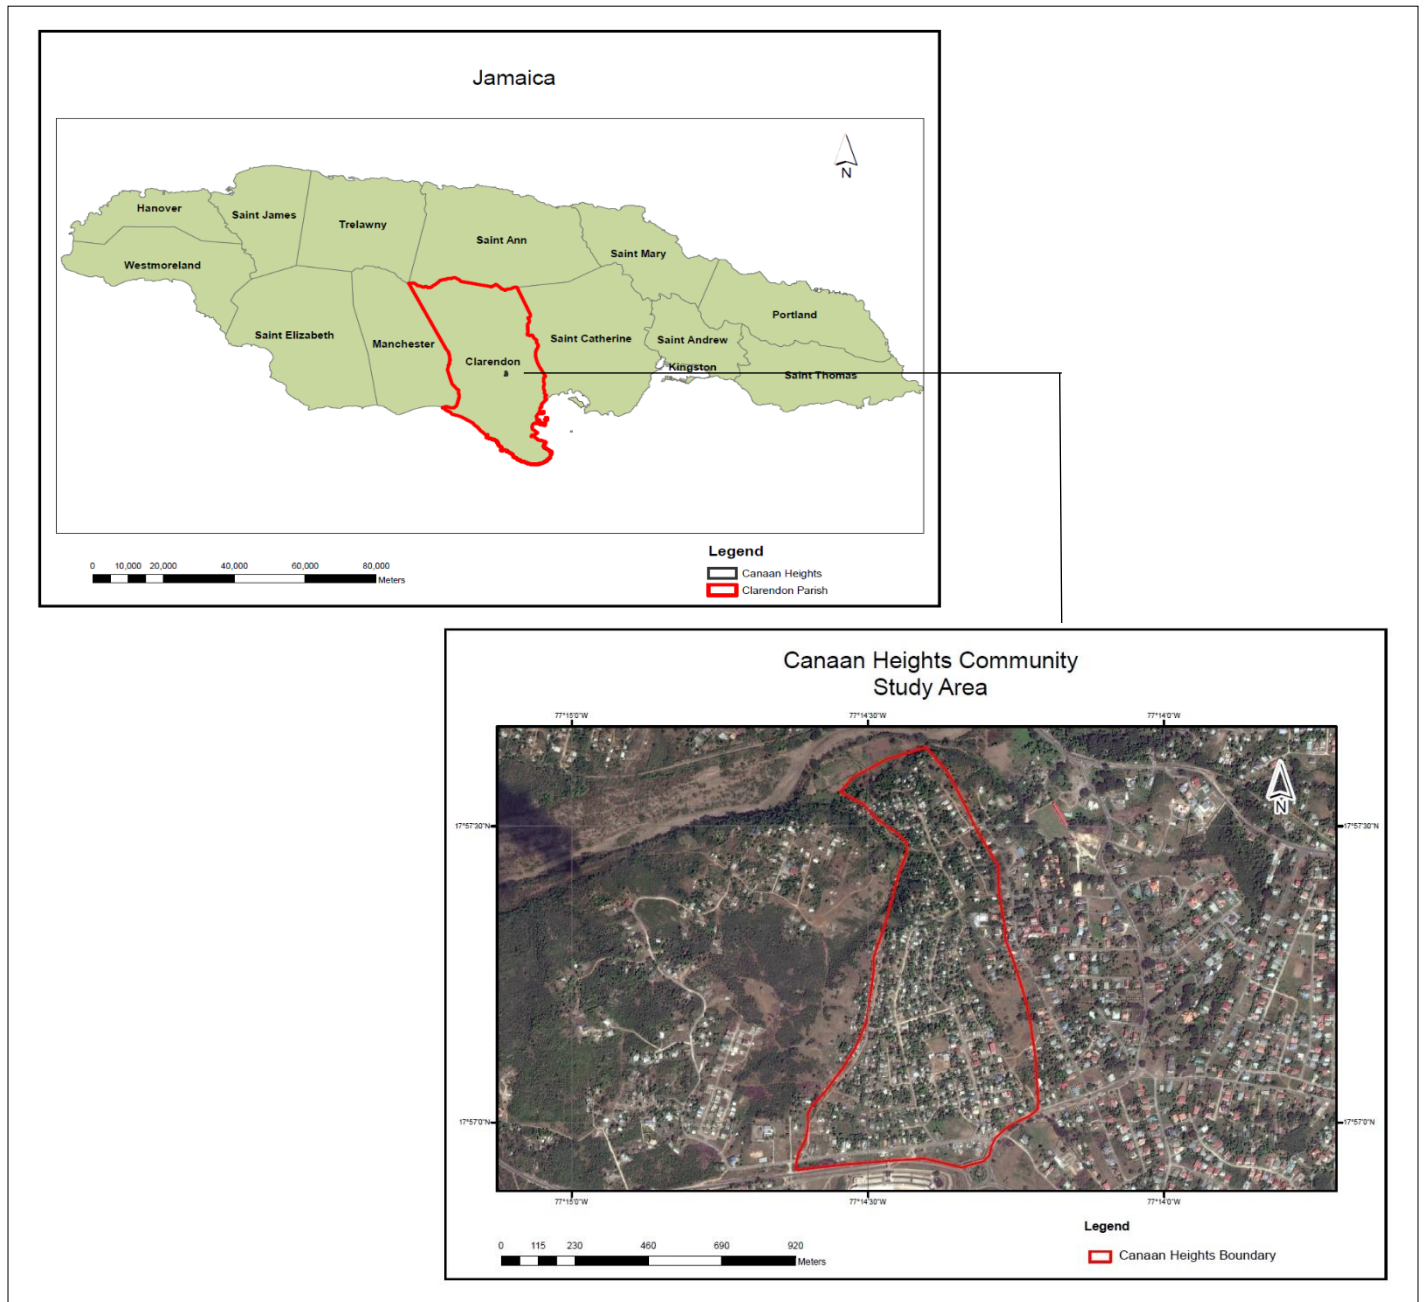 Jamaica
N
Hanover
Saint James
Trelawny
Saint Ann
Saint Mary
Westmoreland
Portland
Saint Elizabeth
Manchester
Saint Catherine
Saint Andrew
Clarendon
Kingston
Saint Thomas
0 10,000 20,000 40,000 60,000 80,000
Meters
Legend
Canaan Heights
Clarendon Parish
Canaan Heights Community
Study Area
77°15'0"W 77°14'30"W 77°14'0"W
N
17°57'30"N 17°57'30"N
17°57'0"N 17°57'0"N
77°15'0"W 77°14'30"W 77°14'0"W
Legend
0 115 230 460 690 920
Meters
Canaan Heights Boundary